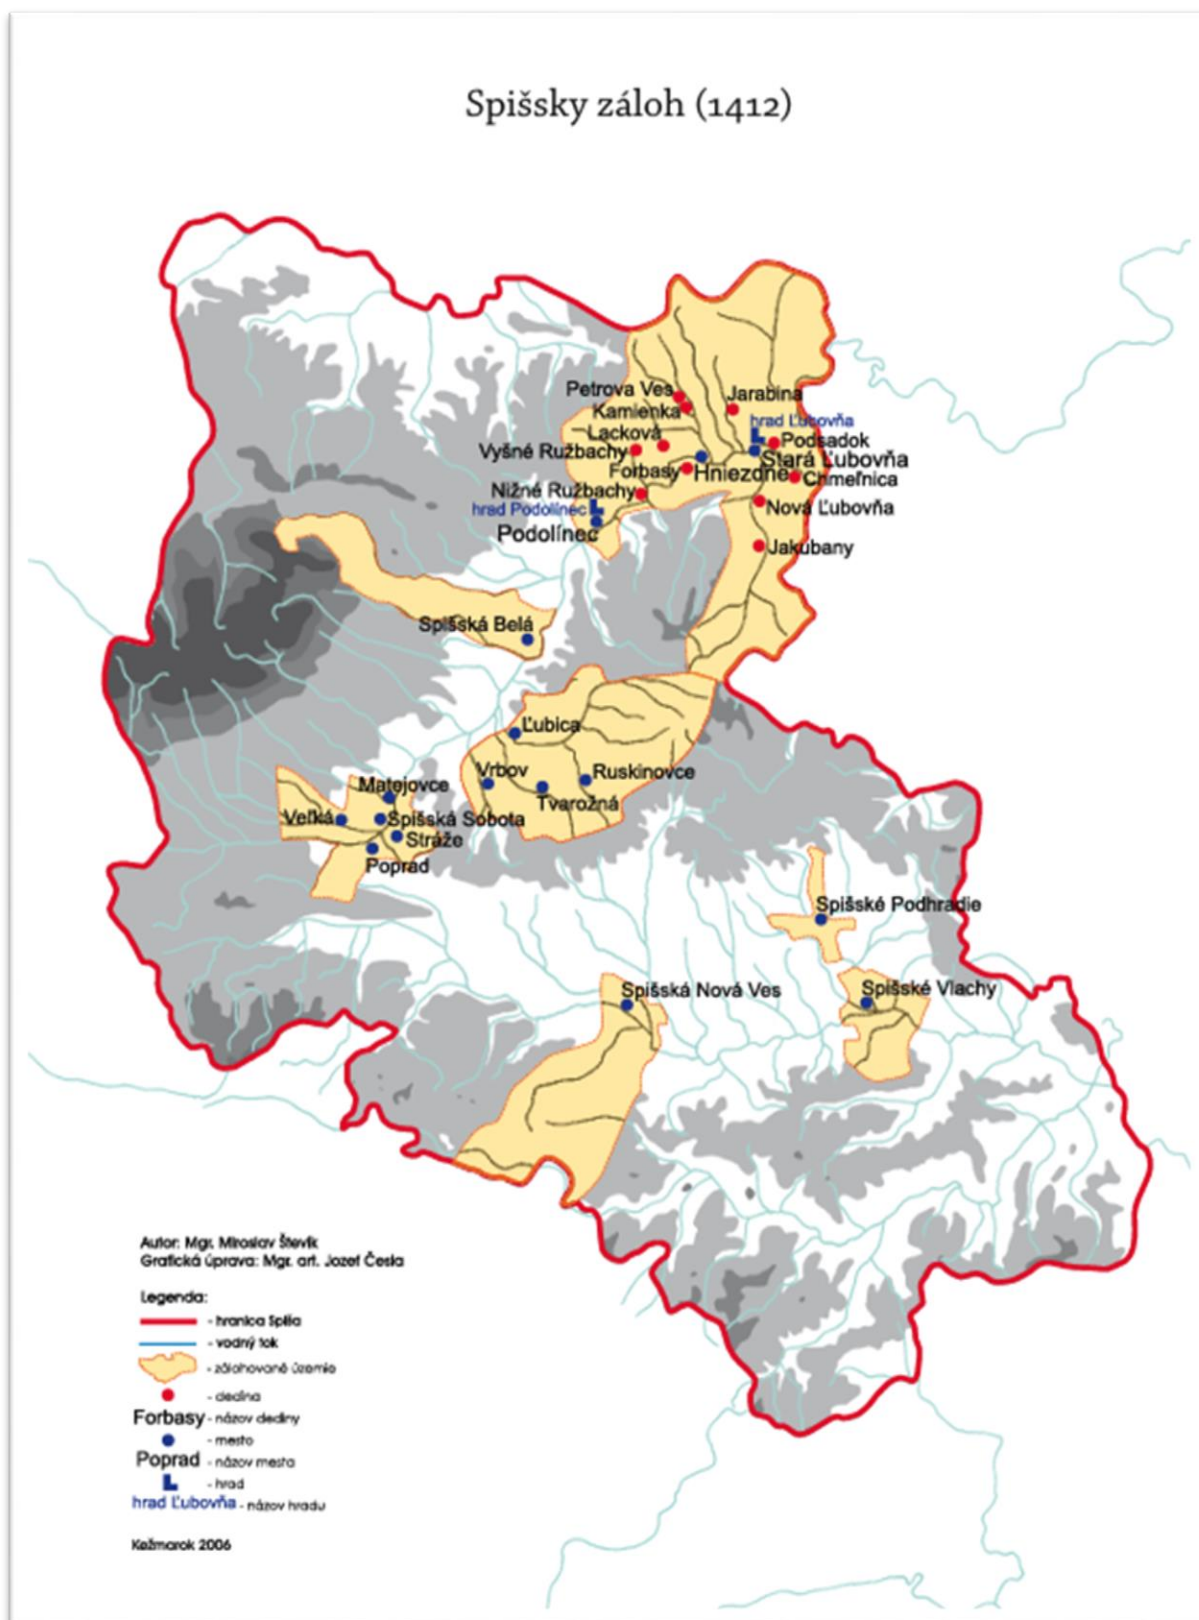 Spišsky záloh (1412)
Petrova Ves
Jarabina
Kamienka
hrad Ľubovňa
Lacková
Podsadok
Vyšné Ružbachy
Stará Ľubovňa
Forbasy
Hniezdne
Chmeľnica
Nižné Ružbachy
hrad Podolínec
Nová Ľubovňa
Podolínec
Jakubany
Spišská Belá
Ľubica
Vrbov
Ruskinovce
Matejovce
Tvarožná
Veľká
Spišská Sobota
Stráže
Poprad
Spišské Podhradie
Spišská Nová Ves
Spišské Vlachy
Autor: Mgr. Miroslav Števík
Grafická úprava: Mgr. art. Jozef Česla
Legenda:
- hranica Spiša
- vodný tok
- zálohované územie
- dedina
Forbasy - názov dediny
- mesto
Poprad - názov mesta
- hrad
hrad Ľubovňa - názov hradu
Kežmarok 2006